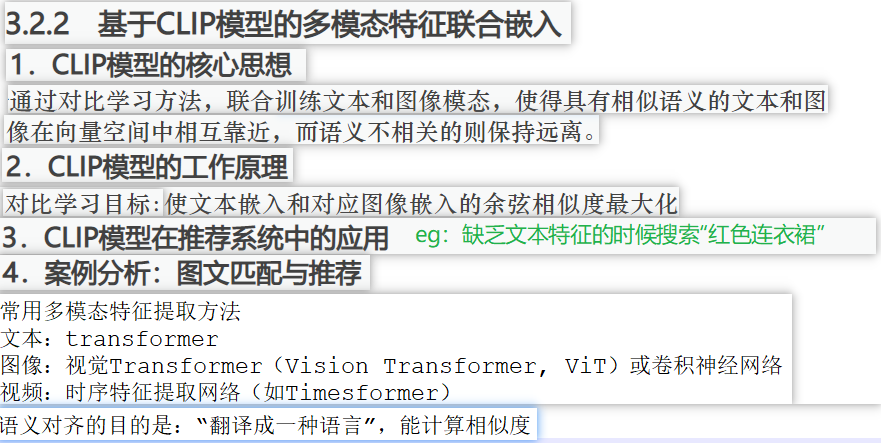 3.2.2 基于CLIP模型的多模态特征联合嵌入
1．CLIP模型的核心思想
通过对比学习方法，联合训练文本和图像模态，使得具有相似语义的文本和图
像在向量空间中相互靠近，而语义不相关的则保持远离。
2．CLIP模型的工作原理
对比学习目标:使文本嵌入和对应图像嵌入的余弦相似度最大化
3．CLIP模型在推荐系统中的应用 eg：缺乏文本特征的时候搜索“红色连衣裙”
4．案例分析：图文匹配与推荐
常用多模态特征提取方法
文本：transformer
图像：视觉Transformer（Vision Transformer, ViT）或卷积神经网络
视频：时序特征提取网络（如Timesformer）
语义对齐的目的是：“翻译成一种语言”，能计算相似度